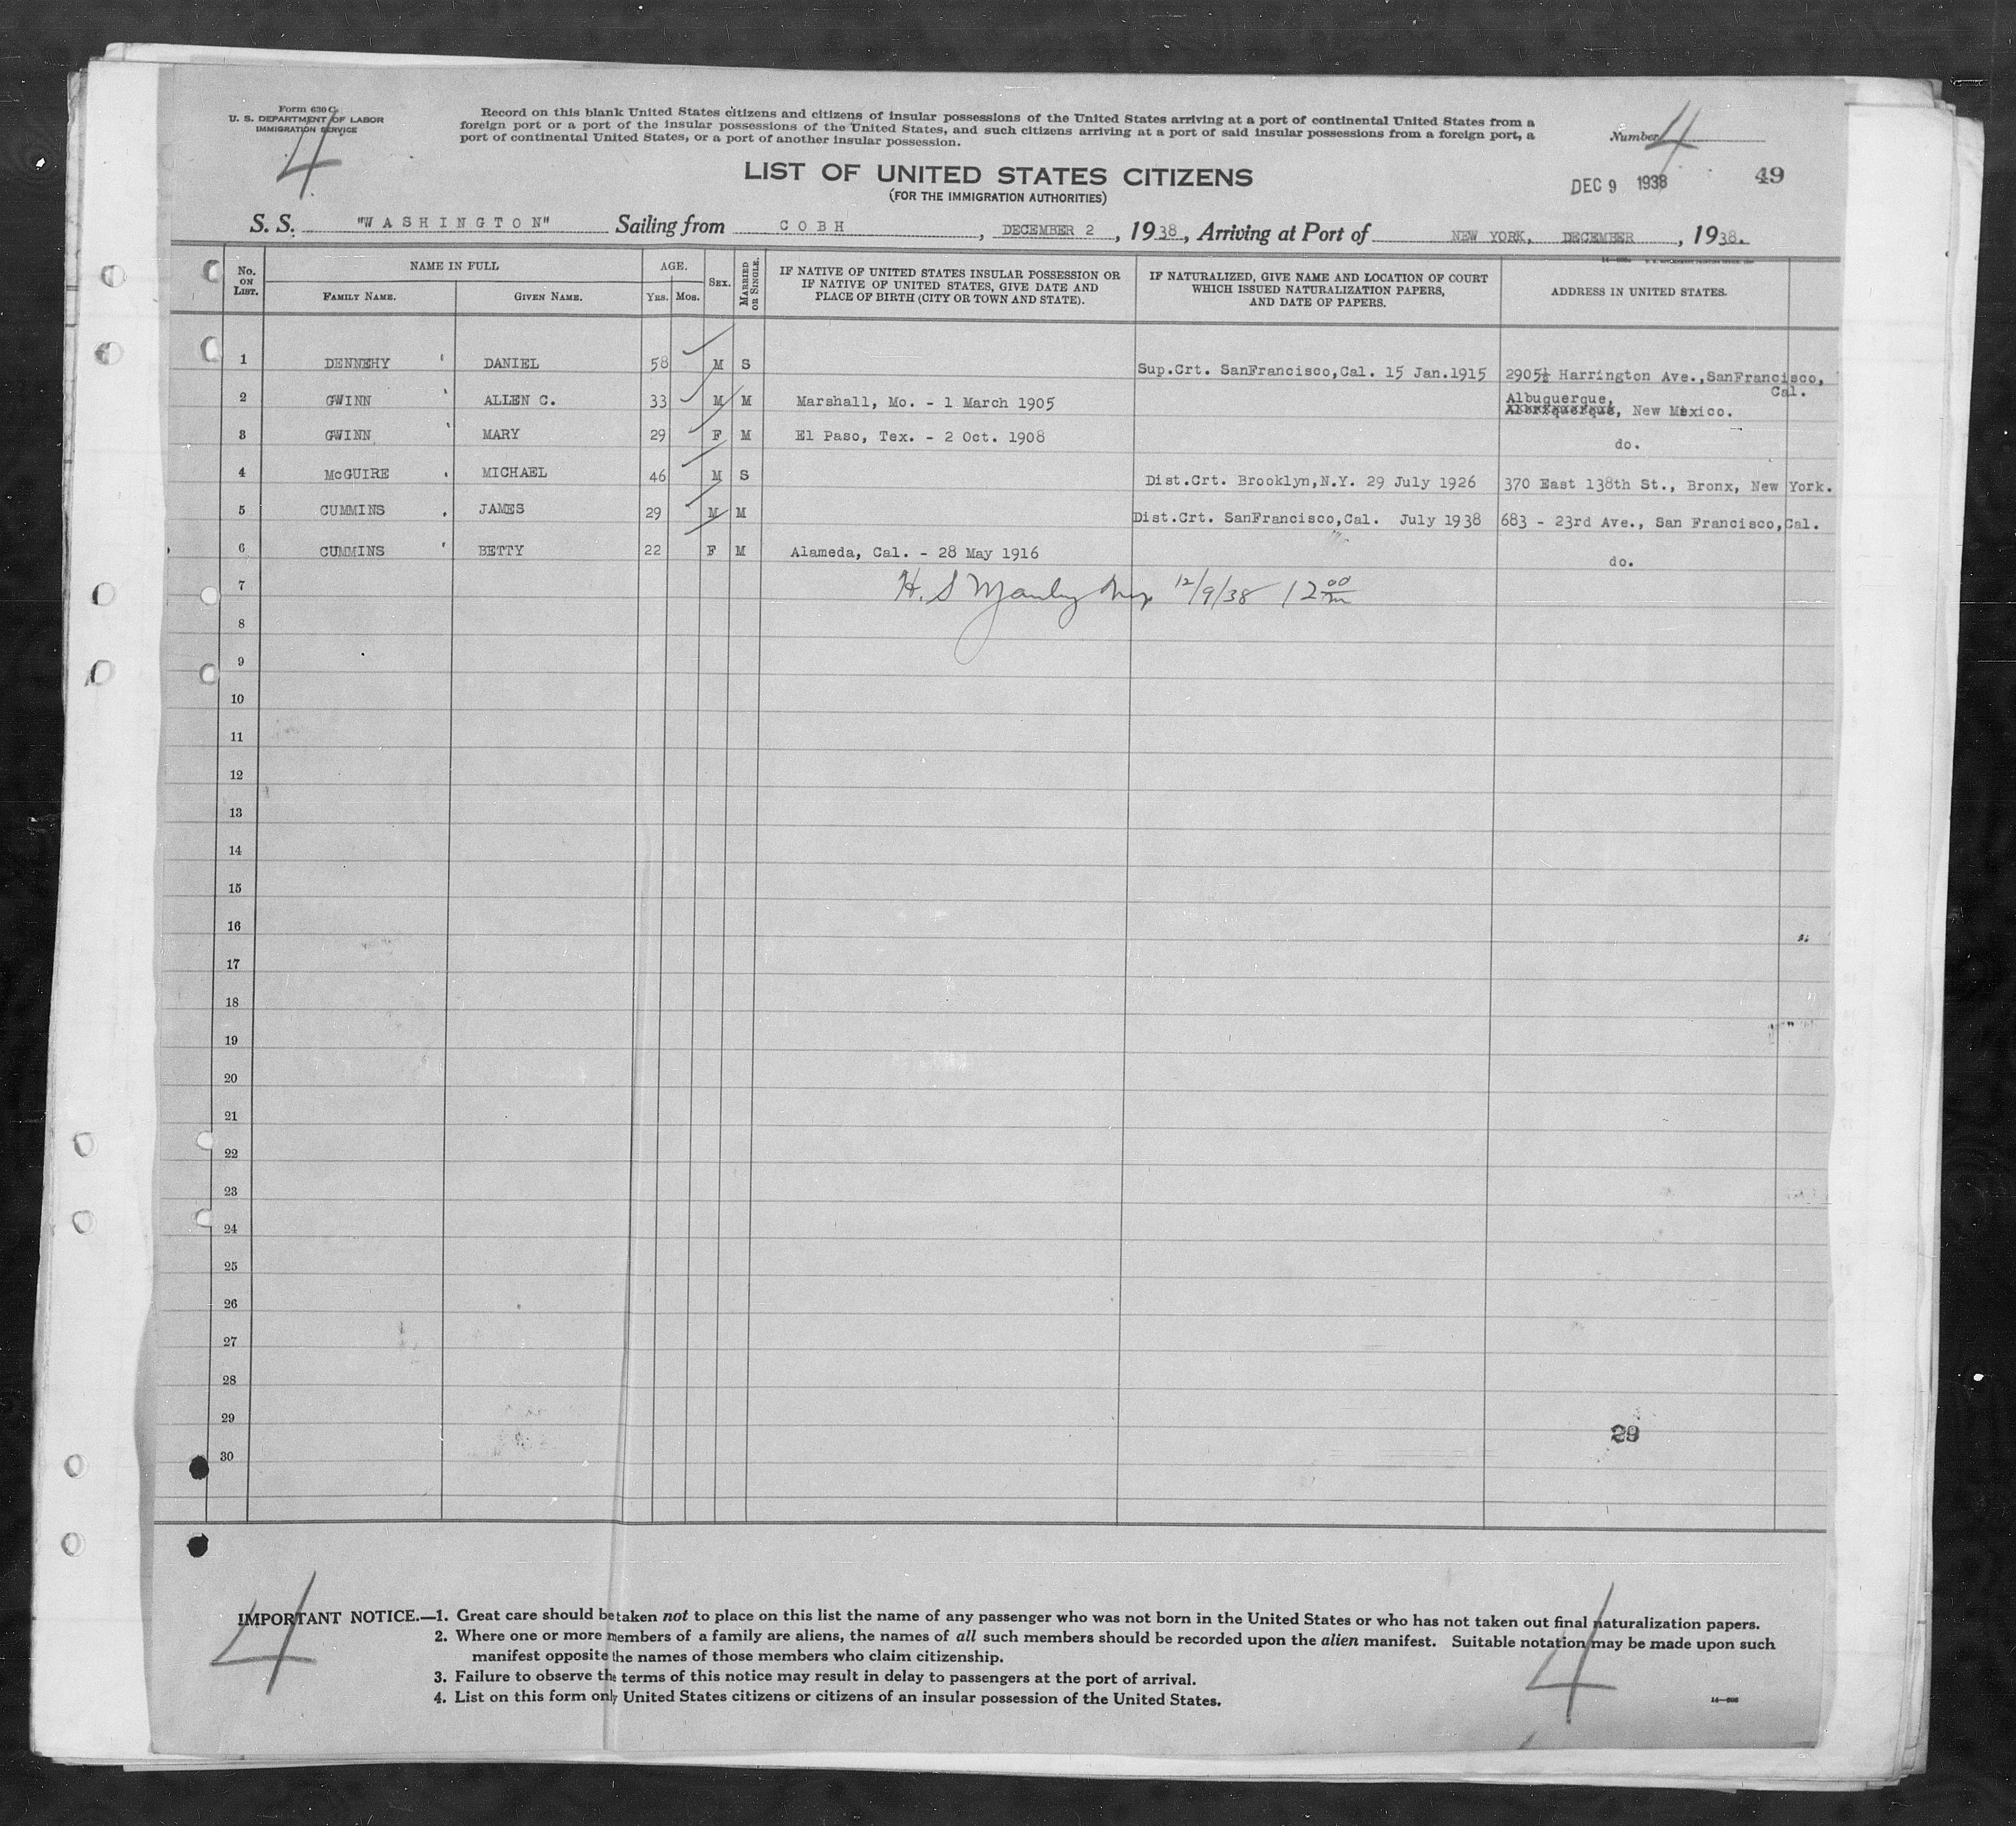 Form 630 C
U. S. DEPARTMENT OF LABOR
IMMIGRATION SERVICE
4
Record on this blank United States citizens and citizens of insular possessions of the United States arriving at a port of continental United States from a
foreign port or a port of the insular possessions of the United States, and such citizens arriving at a port of said insular possessions from a foreign port, a
port of continental United States, or a port of another insular possession.
Number 4
LIST OF UNITED STATES CITIZENS
(FOR THE IMMIGRATION AUTHORITIES)
DEC 9 1938
49
S. S. "WASHINGTON" Sailing from COBH, DECEMBER 2, 1938, Arriving at Port of NEW YORK, DECEMBER, 1938.
No. ON LIST. NAME IN FULL FAMILY NAME. GIVEN NAME. AGE. YRS. MOS. SEX. MARRIED OR SINGLE. IF NATIVE OF UNITED STATES INSULAR POSSESSION OR IF NATIVE OF UNITED STATES, GIVE DATE AND PLACE OF BIRTH (CITY OR TOWN AND STATE). IF NATURALIZED, GIVE NAME AND LOCATION OF COURT WHICH ISSUED NATURALIZATION PAPERS, AND DATE OF PAPERS. ADDRESS IN UNITED STATES.
1 DENNEHY DANIEL 58 M S Sup.Crt. SanFrancisco,Cal. 15 Jan.1915 2905½ Harrington Ave.,SanFrancisco, Cal.
2 GWINN ALLEN C. 33 M M Marshall, Mo. - 1 March 1905 Albuquerque, New Mexico.
3 GWINN MARY 29 F M El Paso, Tex. - 2 Oct. 1908 do.
4 McGUIRE MICHAEL 46 M S Dist.Crt. Brooklyn,N.Y. 29 July 1926 370 East 138th St., Bronx, New York.
5 CUMMINS JAMES 29 M M Dist.Crt. SanFrancisco,Cal. July 1938 683 - 23rd Ave., San Francisco,Cal.
6 CUMMINS BETTY 22 F M Alameda, Cal. - 28 May 1916 do.
7 H. S Manly 12/9/38 12 00
8
9
10
11
12
13
14
15
16
17
18
19
20
21
22
23
24
25
26
27
28
29
29
30
IMPORTANT NOTICE.—1. Great care should be taken not to place on this list the name of any passenger who was not born in the United States or who has not taken out final naturalization papers.
2. Where one or more members of a family are aliens, the names of all such members should be recorded upon the alien manifest. Suitable notation may be made upon such
manifest opposite the names of those members who claim citizenship.
3. Failure to observe the terms of this notice may result in delay to passengers at the port of arrival.
4. List on this form only United States citizens or citizens of an insular possession of the United States.
4
4